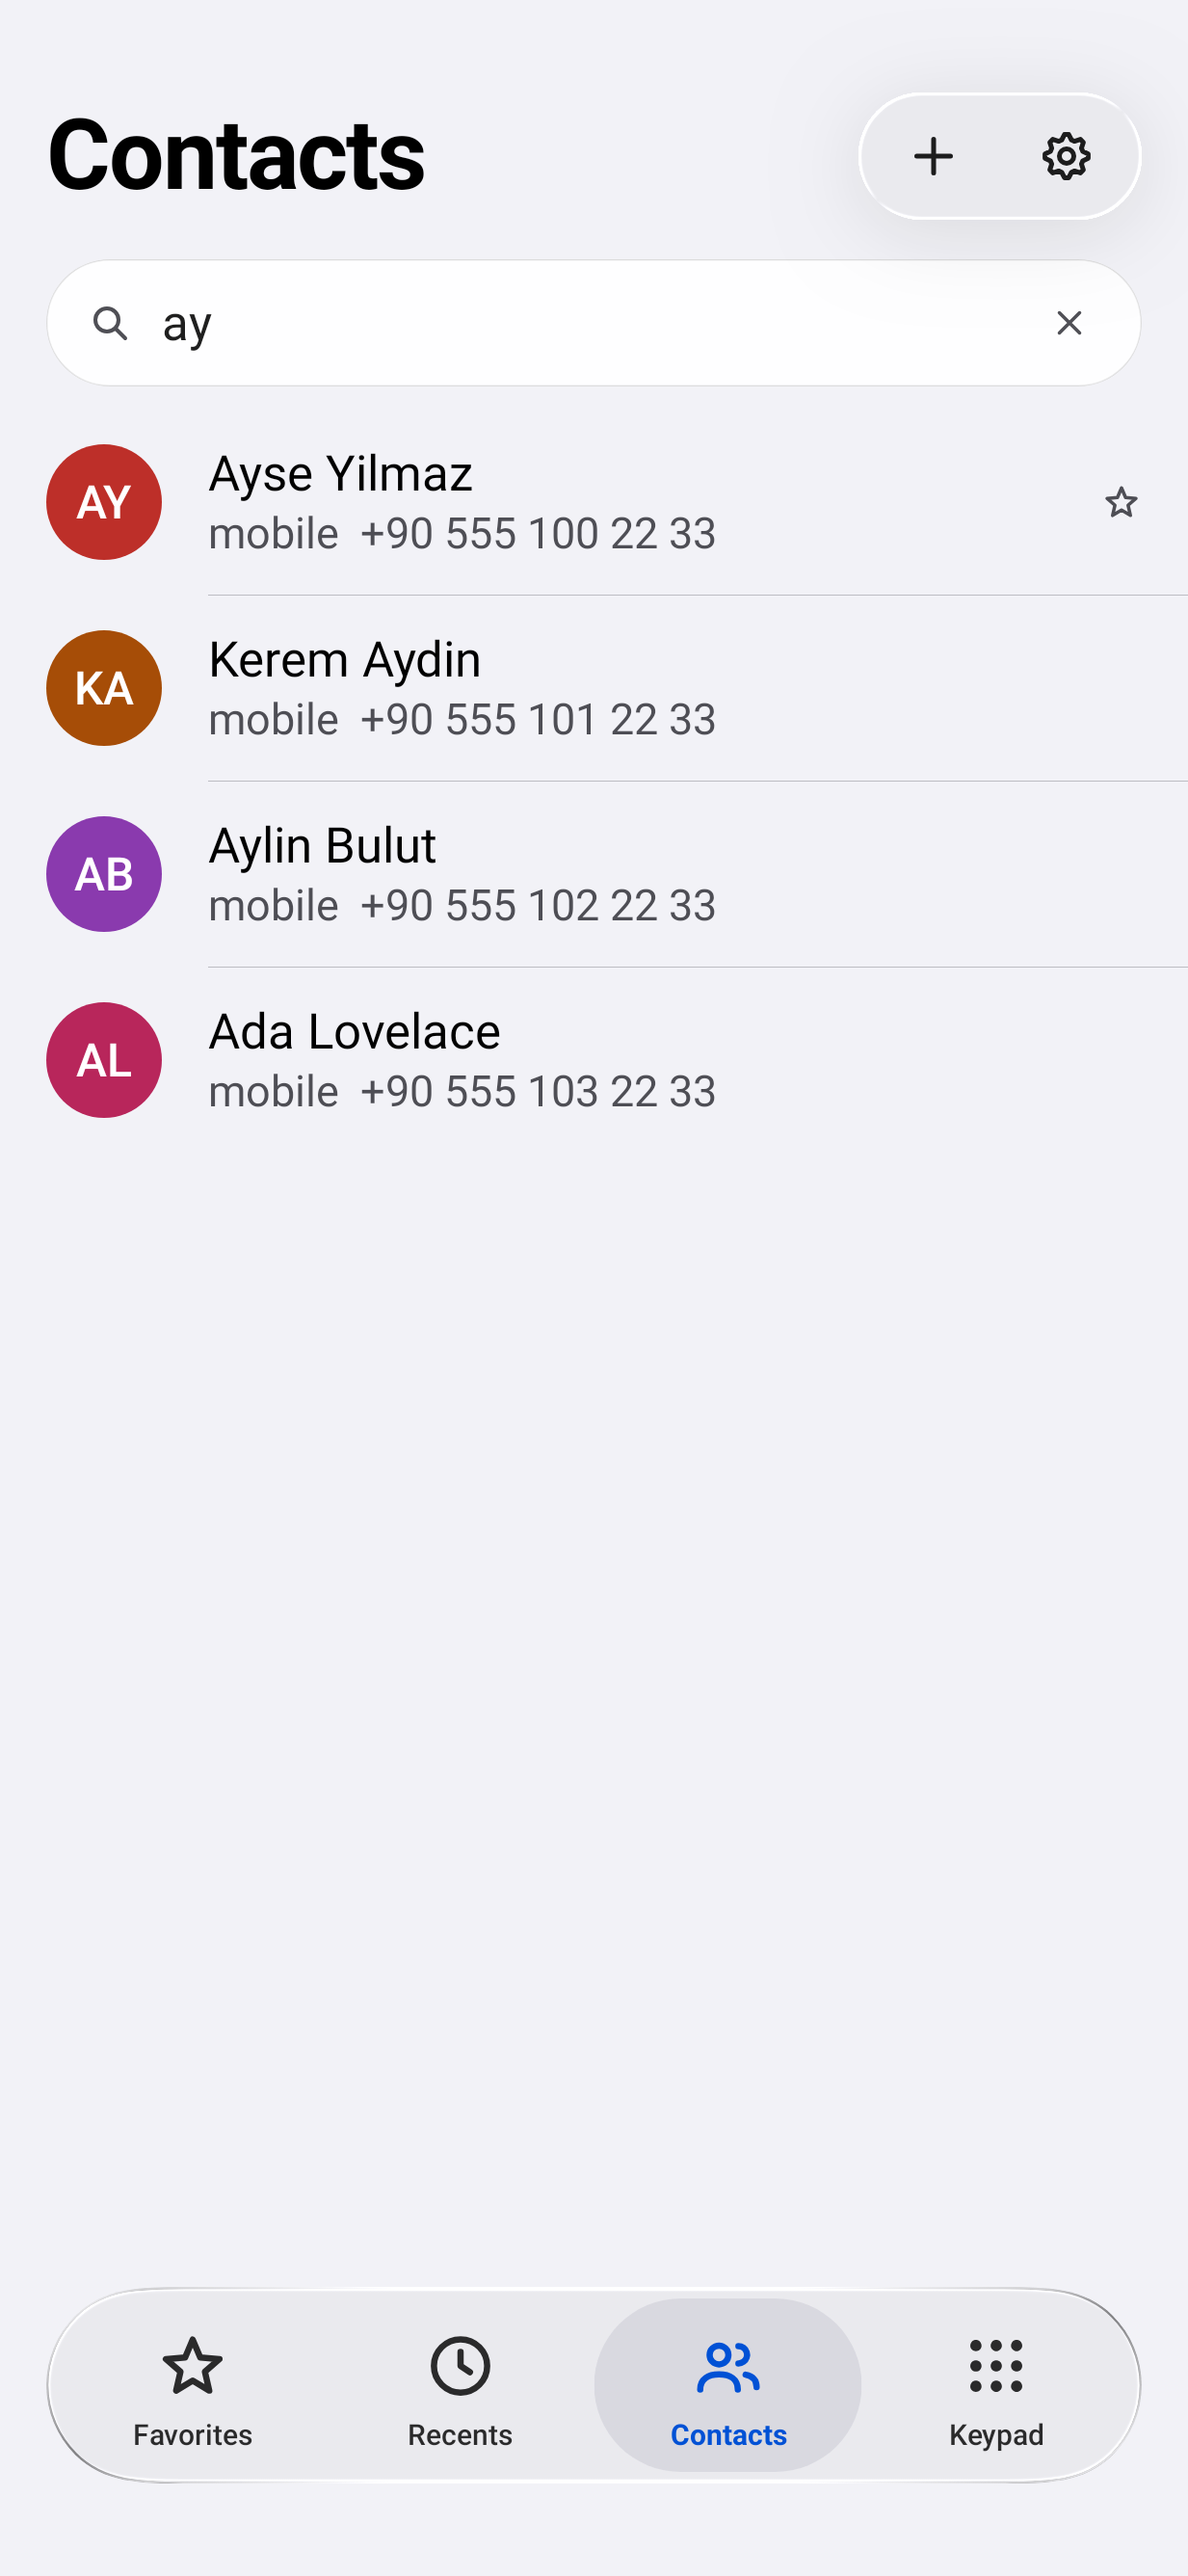 Contacts
ay
AY
Ayse Yilmaz
mobile +90 555 100 22 33
KA
Kerem Aydin
mobile +90 555 101 22 33
AB
Aylin Bulut
mobile +90 555 102 22 33
AL
Ada Lovelace
mobile +90 555 103 22 33
Favorites Recents Contacts Keypad